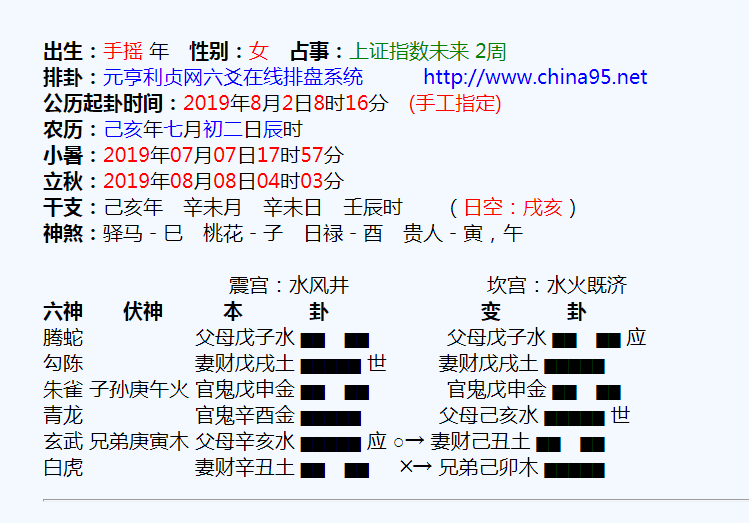 出生：手摇 年 性别：女 占事：上证指数未来 2周
排卦：元亨利贞网六爻在线排盘系统 http://www.china95.net
公历起卦时间：2019年8月2日8时16分 (手工指定)
农历：己亥年七月初二日辰时
小暑：2019年07月07日17时57分
立秋：2019年08月08日04时03分
干支：己亥年 辛未月 辛未日 壬辰时 （日空：戌亥）
神煞：驿马－巳 桃花－子 日禄－酉 贵人－寅，午
震宫：水风井 坎宫：水火既济
六神 伏神 本 卦 变 卦
腾蛇 父母戊子水 父母戊子水 应
勾陈 妻财戊戌土 世 妻财戊戌土
朱雀 子孙庚午火 官鬼戊申金 官鬼戊申金
青龙 官鬼辛酉金 父母己亥水 世
玄武 兄弟庚寅木 父母辛亥水 应 ○→ 妻财己丑土
白虎 妻财辛丑土 ×→ 兄弟己卯木